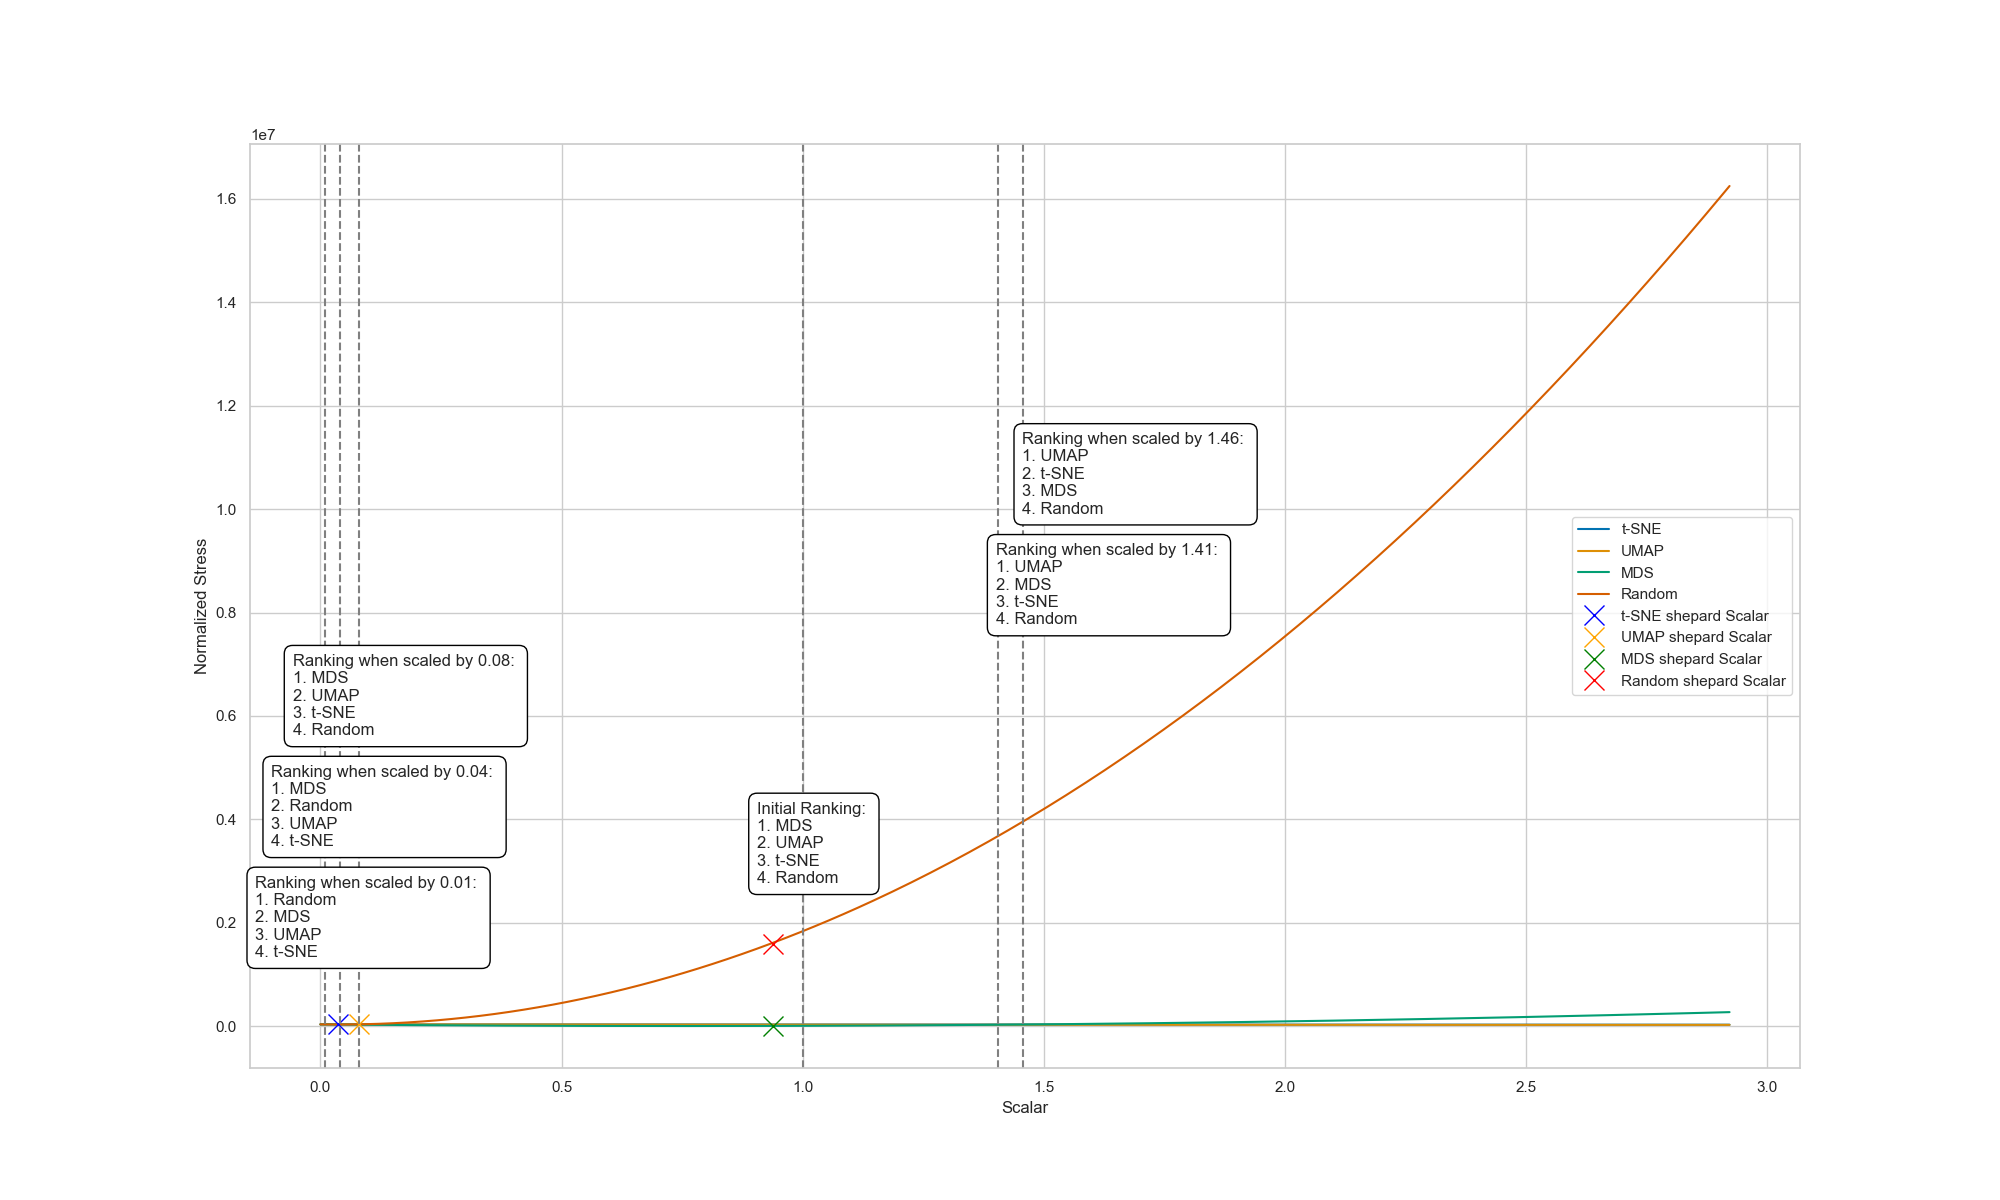 1e7
1.6
1.4
1.2
1.0
0.8
0.6
0.4
0.2
0.0
Normalized Stress
Ranking when scaled by 1.46:
1. UMAP
2. t-SNE
3. MDS
4. Random
Ranking when scaled by 1.41:
1. UMAP
2. MDS
3. t-SNE
4. Random
Ranking when scaled by 0.08:
1. MDS
2. UMAP
3. t-SNE
4. Random
Ranking when scaled by 0.04:
1. MDS
2. Random
3. UMAP
4. t-SNE
Initial Ranking:
1. MDS
2. UMAP
3. t-SNE
4. Random
Ranking when scaled by 0.01:
1. Random
2. MDS
3. UMAP
4. t-SNE
t-SNE
UMAP
MDS
Random
t-SNE shepard Scalar
UMAP shepard Scalar
MDS shepard Scalar
Random shepard Scalar
0.0 0.5 1.0 1.5 2.0 2.5 3.0
Scalar